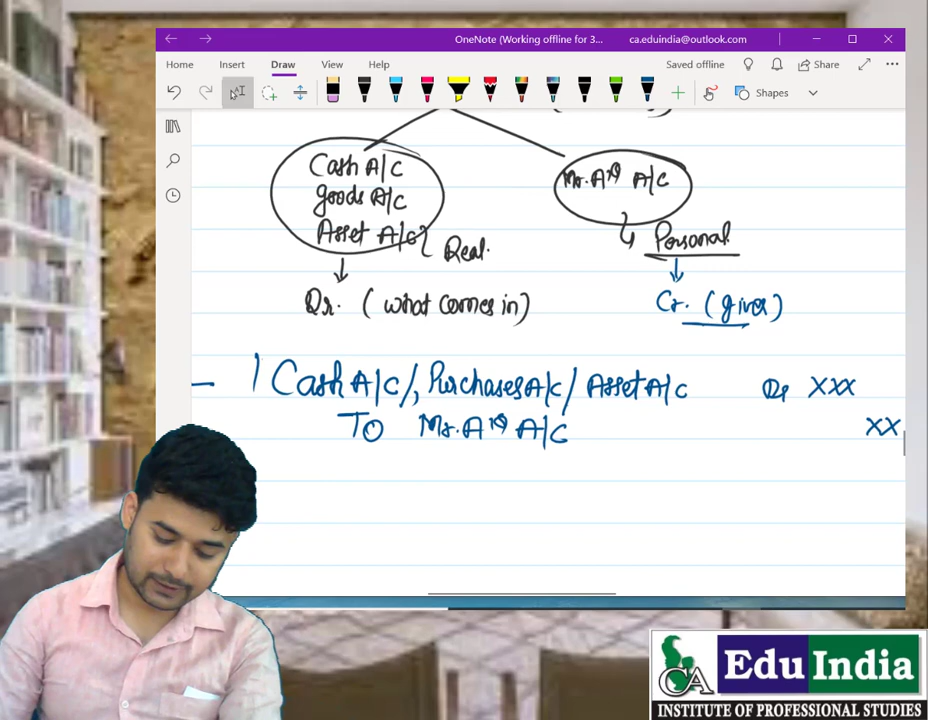 OneNote (Working offline for 3... ca.eduindia@outlook.com
Home Insert Draw View Help Saved offline Share
Shapes
Cash A/C
goods A/C
Asset A/C
Real.
Mr. A A/C
Personal
Dr. (what comes in)
Cr. (giver)
Cash A/C/, Purchases A/C/ Asset A/C Dr XXX
TO Mr. A A/C XX
CA
Edu India
INSTITUTE OF PROFESSIONAL STUDIES